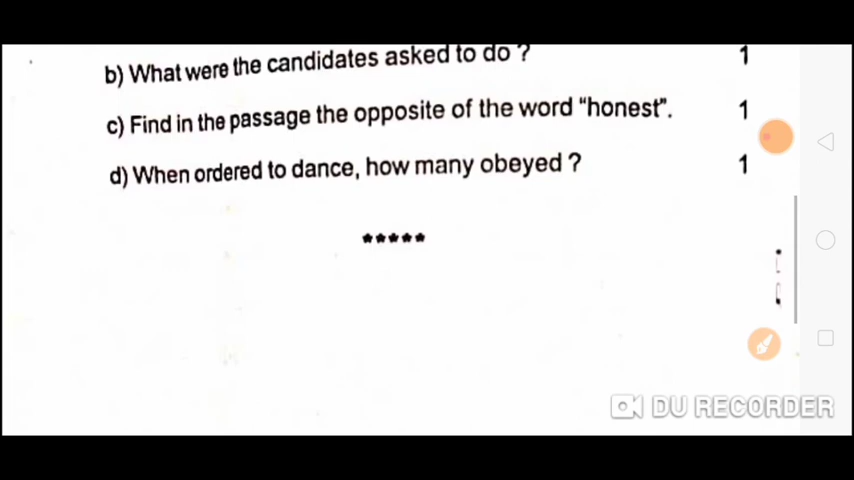 b) What were the candidates asked to do ? 1
c) Find in the passage the opposite of the word “honest”. 1
d) When ordered to dance, how many obeyed ? 1
*****
DU RECORDER